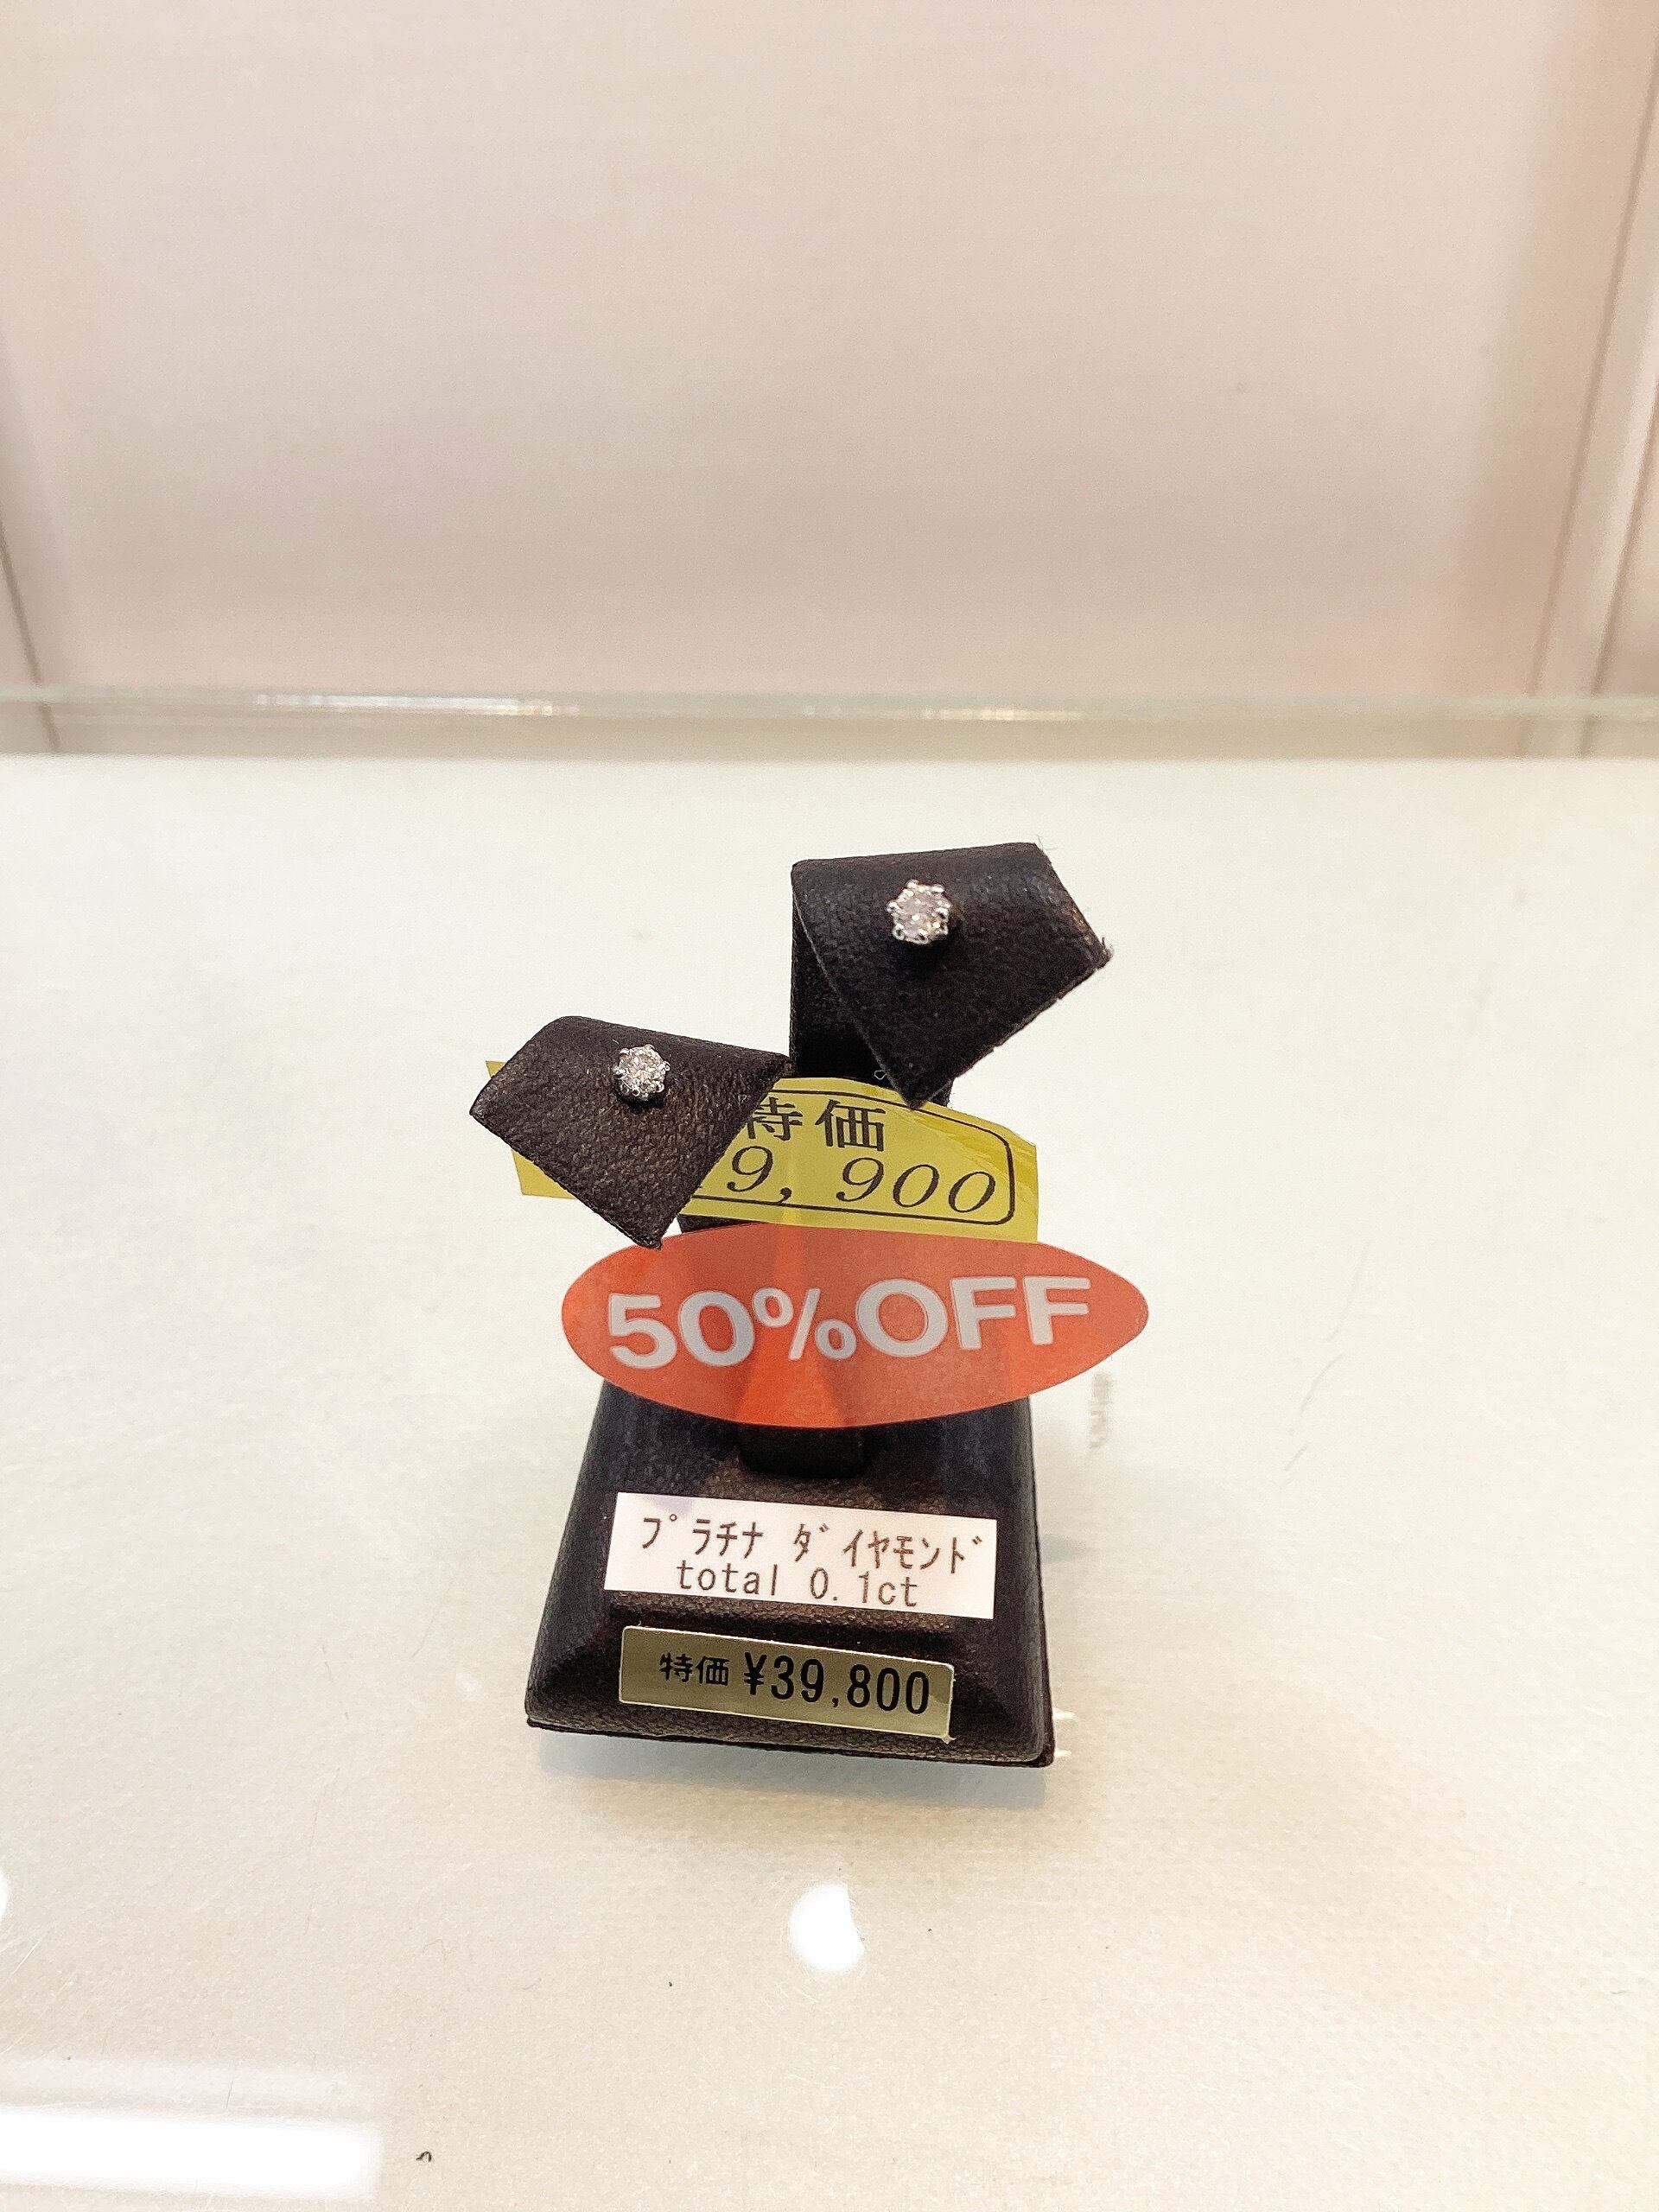 特価
9,900
50%OFF
プラチナ ダイヤモンド
total 0.1ct
特価 ¥39,800